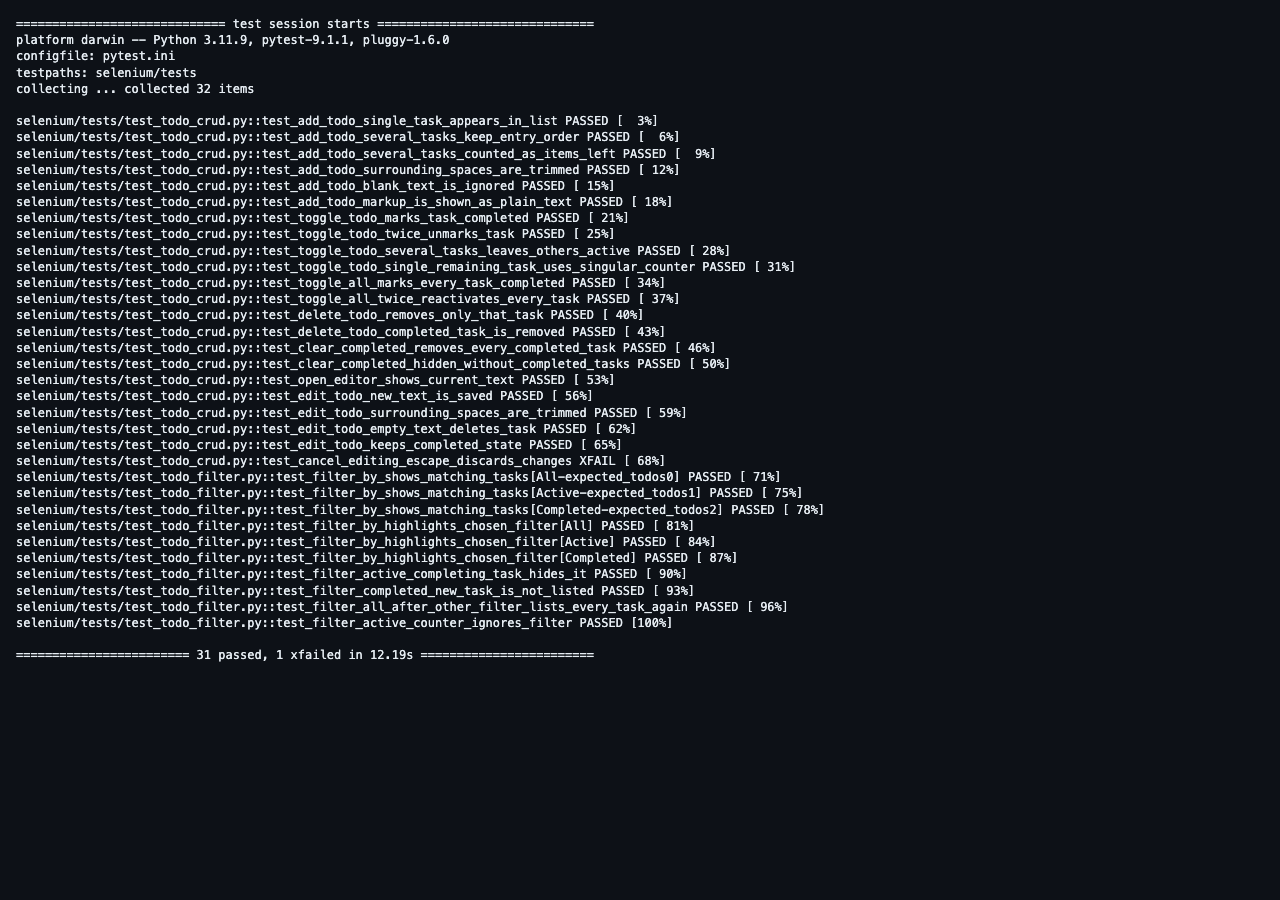 ============================= test session starts ==============================
platform darwin -- Python 3.11.9, pytest-9.1.1, pluggy-1.6.0
configfile: pytest.ini
testpaths: selenium/tests
collecting ... collected 32 items

selenium/tests/test_todo_crud.py::test_add_todo_single_task_appears_in_list PASSED [  3%]
selenium/tests/test_todo_crud.py::test_add_todo_several_tasks_keep_entry_order PASSED [  6%]
selenium/tests/test_todo_crud.py::test_add_todo_several_tasks_counted_as_items_left PASSED [  9%]
selenium/tests/test_todo_crud.py::test_add_todo_surrounding_spaces_are_trimmed PASSED [ 12%]
selenium/tests/test_todo_crud.py::test_add_todo_blank_text_is_ignored PASSED [ 15%]
selenium/tests/test_todo_crud.py::test_add_todo_markup_is_shown_as_plain_text PASSED [ 18%]
selenium/tests/test_todo_crud.py::test_toggle_todo_marks_task_completed PASSED [ 21%]
selenium/tests/test_todo_crud.py::test_toggle_todo_twice_unmarks_task PASSED [ 25%]
selenium/tests/test_todo_crud.py::test_toggle_todo_several_tasks_leaves_others_active PASSED [ 28%]
selenium/tests/test_todo_crud.py::test_toggle_todo_single_remaining_task_uses_singular_counter PASSED [ 31%]
selenium/tests/test_todo_crud.py::test_toggle_all_marks_every_task_completed PASSED [ 34%]
selenium/tests/test_todo_crud.py::test_toggle_all_twice_reactivates_every_task PASSED [ 37%]
selenium/tests/test_todo_crud.py::test_delete_todo_removes_only_that_task PASSED [ 40%]
selenium/tests/test_todo_crud.py::test_delete_todo_completed_task_is_removed PASSED [ 43%]
selenium/tests/test_todo_crud.py::test_clear_completed_removes_every_completed_task PASSED [ 46%]
selenium/tests/test_todo_crud.py::test_clear_completed_hidden_without_completed_tasks PASSED [ 50%]
selenium/tests/test_todo_crud.py::test_open_editor_shows_current_text PASSED [ 53%]
selenium/tests/test_todo_crud.py::test_edit_todo_new_text_is_saved PASSED [ 56%]
selenium/tests/test_todo_crud.py::test_edit_todo_surrounding_spaces_are_trimmed PASSED [ 59%]
selenium/tests/test_todo_crud.py::test_edit_todo_empty_text_deletes_task PASSED [ 62%]
selenium/tests/test_todo_crud.py::test_edit_todo_keeps_completed_state PASSED [ 65%]
selenium/tests/test_todo_crud.py::test_cancel_editing_escape_discards_changes XFAIL [ 68%]
selenium/tests/test_todo_filter.py::test_filter_by_shows_matching_tasks[All-expected_todos0] PASSED [ 71%]
selenium/tests/test_todo_filter.py::test_filter_by_shows_matching_tasks[Active-expected_todos1] PASSED [ 75%]
selenium/tests/test_todo_filter.py::test_filter_by_shows_matching_tasks[Completed-expected_todos2] PASSED [ 78%]
selenium/tests/test_todo_filter.py::test_filter_by_highlights_chosen_filter[All] PASSED [ 81%]
selenium/tests/test_todo_filter.py::test_filter_by_highlights_chosen_filter[Active] PASSED [ 84%]
selenium/tests/test_todo_filter.py::test_filter_by_highlights_chosen_filter[Completed] PASSED [ 87%]
selenium/tests/test_todo_filter.py::test_filter_active_completing_task_hides_it PASSED [ 90%]
selenium/tests/test_todo_filter.py::test_filter_completed_new_task_is_not_listed PASSED [ 93%]
selenium/tests/test_todo_filter.py::test_filter_all_after_other_filter_lists_every_task_again PASSED [ 96%]
selenium/tests/test_todo_filter.py::test_filter_active_counter_ignores_filter PASSED [100%]

======================== 31 passed, 1 xfailed in 12.19s ========================